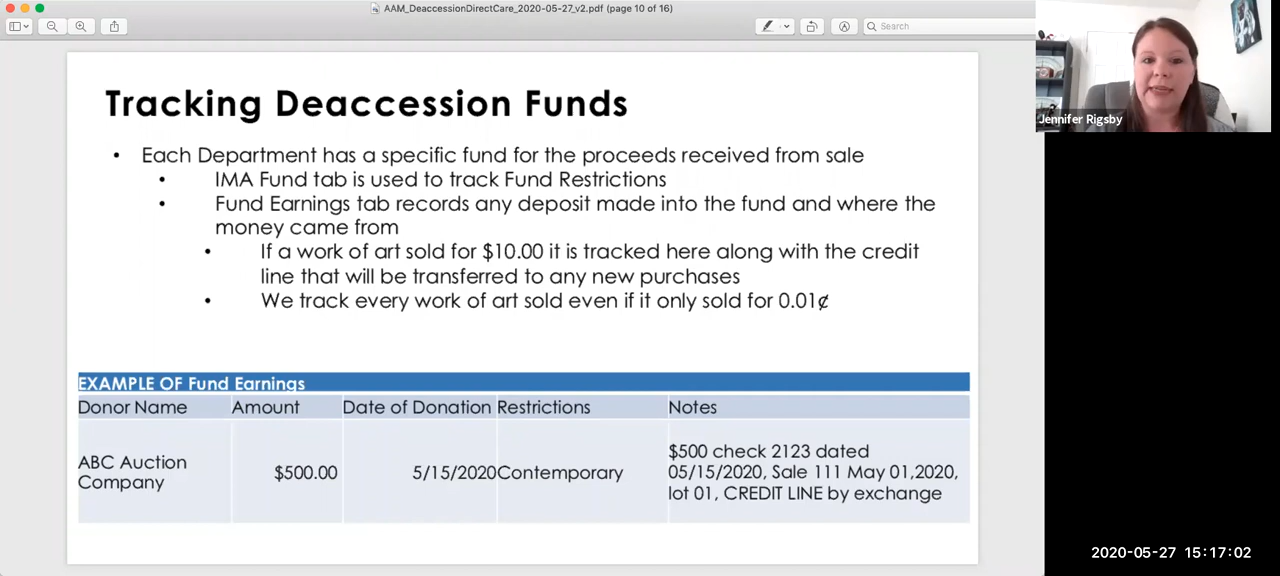 AAM_DeaccessionDirectCare_2020-05-27_v2.pdf (page 10 of 16)
Search
Jennifer Rigsby
Tracking Deaccession Funds
• Each Department has a specific fund for the proceeds received from sale
• IMA Fund tab is used to track Fund Restrictions
• Fund Earnings tab records any deposit made into the fund and where the
money came from
• If a work of art sold for $10.00 it is tracked here along with the credit
line that will be transferred to any new purchases
• We track every work of art sold even if it only sold for 0.01¢
EXAMPLE OF Fund Earnings
Donor Name Amount Date of Donation Restrictions Notes
ABC Auction
Company
$500.00
5/15/2020
Contemporary
$500 check 2123 dated
05/15/2020, Sale 111 May 01,2020,
lot 01, CREDIT LINE by exchange
2020-05-27 15:17:02